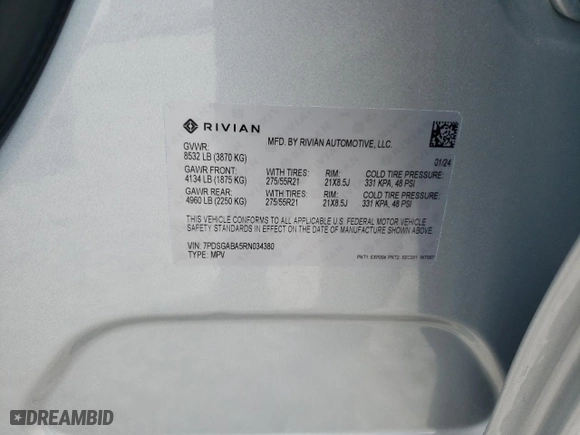 RIVIAN
MFD. BY RIVIAN AUTOMOTIVE, LLC.
GVWR:
8532 LB (3870 KG)
01/24
GAWR FRONT: WITH TIRES: RIM: COLD TIRE PRESSURE:
4134 LB (1875 KG) 275/55R21 21X8.5J 331 KPA, 48 PSI
GAWR REAR: WITH TIRES: RIM: COLD TIRE PRESSURE:
4960 LB (2250 KG) 275/55R21 21X8.5J 331 KPA, 48 PSI
THIS VEHICLE CONFORMS TO ALL APPLICABLE U.S. FEDERAL MOTOR VEHICLE
SAFETY STANDARDS IN EFFECT ON THE DATE OF MANUFACTURE SHOWN ABOVE.
VIN: 7PDSGABA5RN034380
TYPE: MPV
DREAMBID